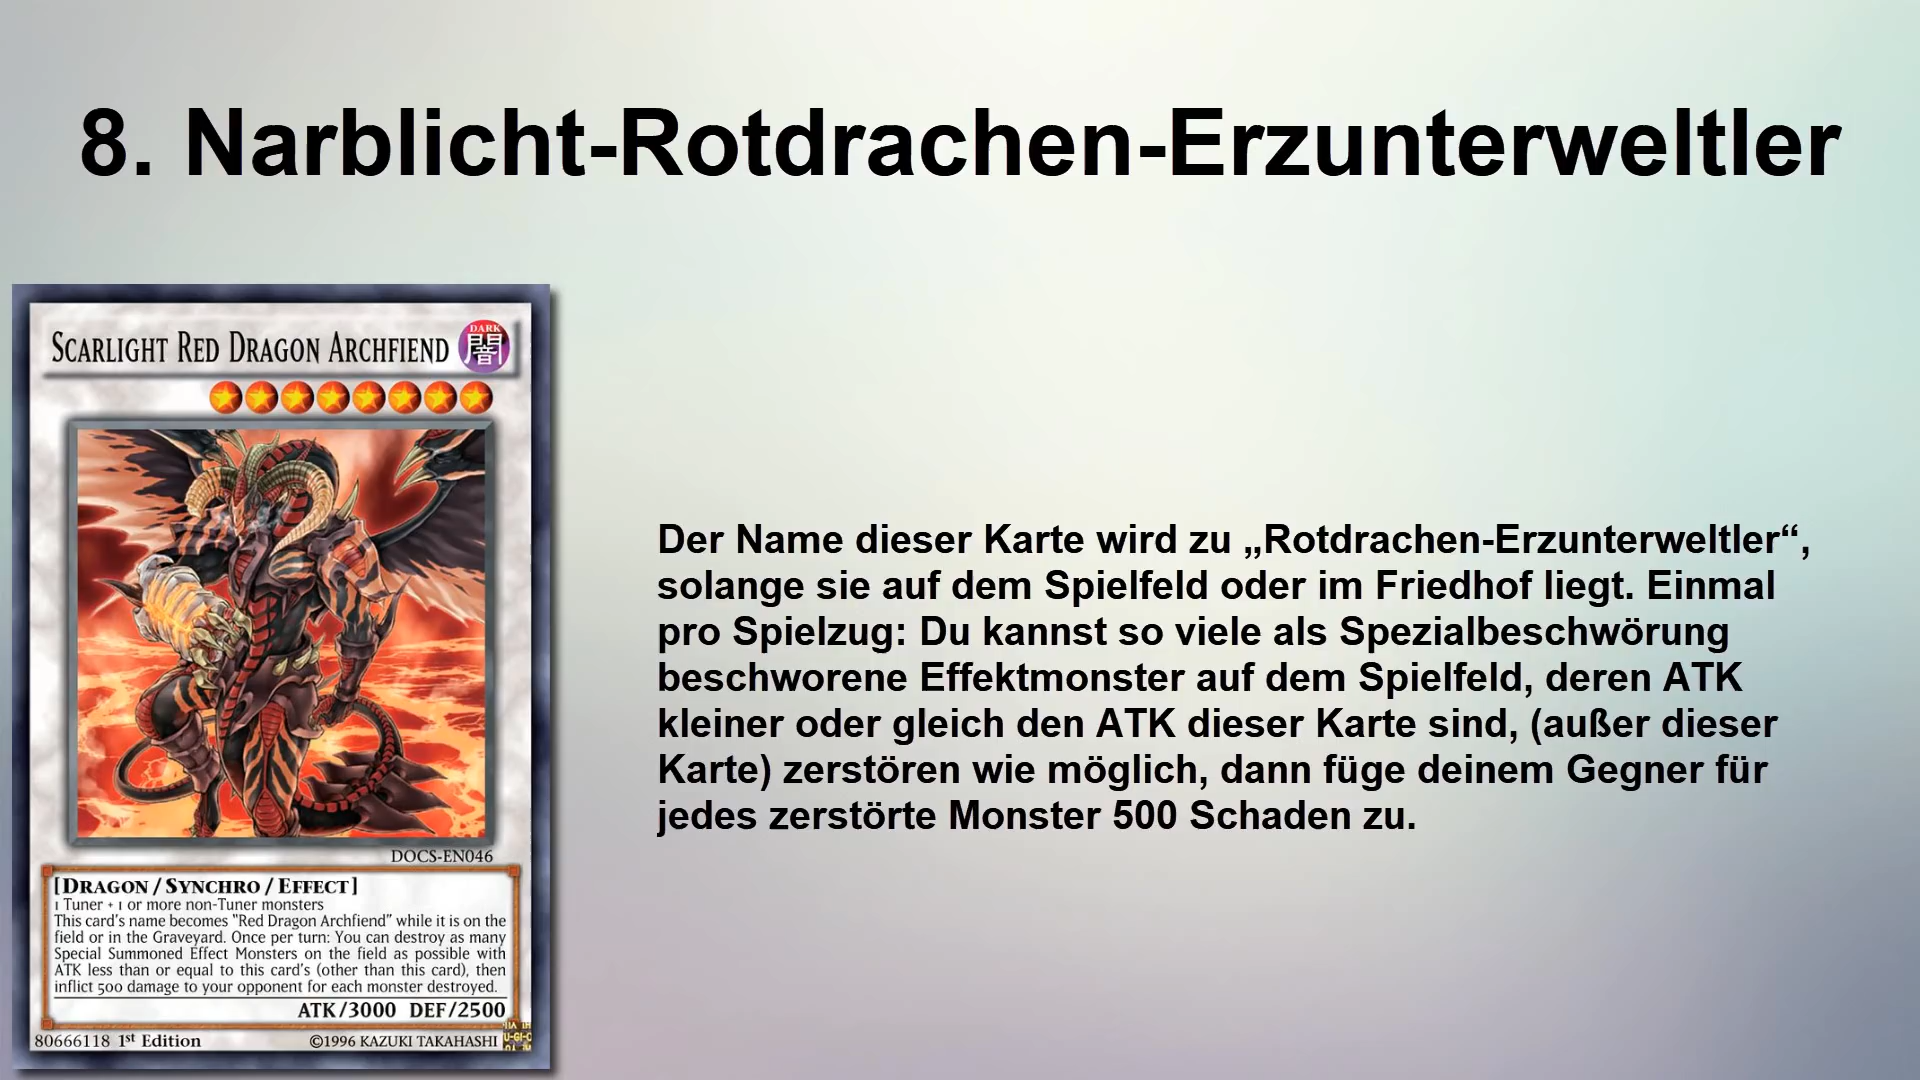 8. Narblicht-Rotdrachen-Erzunterweltler
SCARLIGHT RED DRAGON ARCHFIEND
DARK
闇
DOCS-EN046
[DRAGON / SYNCHRO / EFFECT]
1 Tuner + 1 or more non-Tuner monsters
This card's name becomes "Red Dragon Archfiend" while it is on the
field or in the Graveyard. Once per turn: You can destroy as many
Special Summoned Effect Monsters on the field as possible with
ATK less than or equal to this card's (other than this card), then
inflict 500 damage to your opponent for each monster destroyed.
ATK/3000 DEF/2500
80666118 1st Edition
©1996 KAZUKI TAKAHASHI
Der Name dieser Karte wird zu „Rotdrachen-Erzunterweltler“,
solange sie auf dem Spielfeld oder im Friedhof liegt. Einmal
pro Spielzug: Du kannst so viele als Spezialbeschwörung
beschworene Effektmonster auf dem Spielfeld, deren ATK
kleiner oder gleich den ATK dieser Karte sind, (außer dieser
Karte) zerstören wie möglich, dann füge deinem Gegner für
jedes zerstörte Monster 500 Schaden zu.